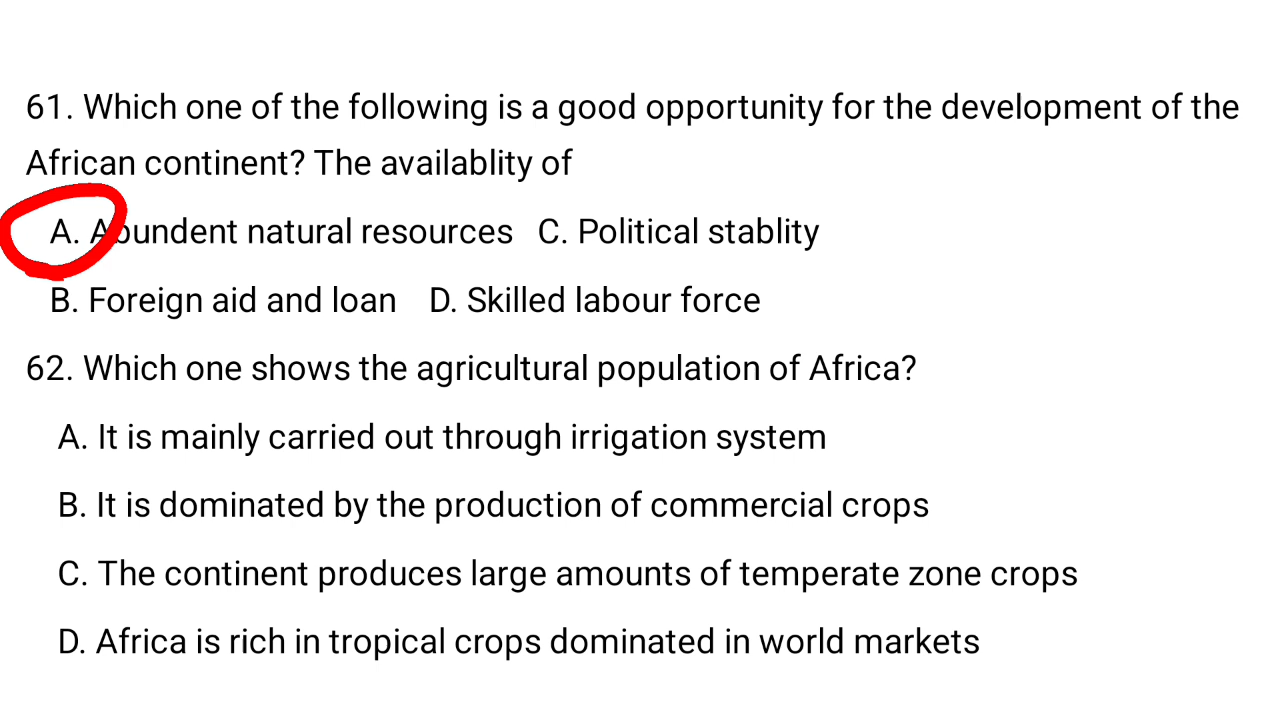 61. Which one of the following is a good opportunity for the development of the
African continent? The availablity of
A. Abundent natural resources   C. Political stablity
B. Foreign aid and loan   D. Skilled labour force
62. Which one shows the agricultural population of Africa?
A. It is mainly carried out through irrigation system
B. It is dominated by the production of commercial crops
C. The continent produces large amounts of temperate zone crops
D. Africa is rich in tropical crops dominated in world markets